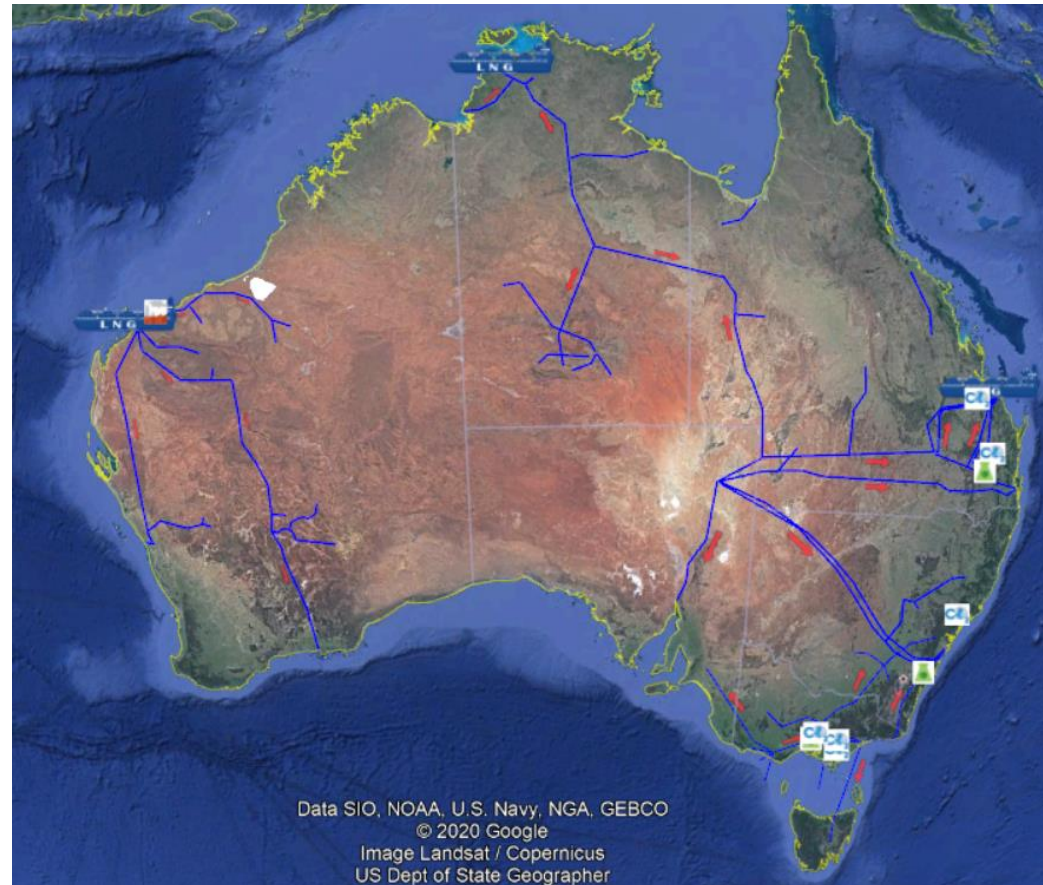 LNG
LNG
Data SIO, NOAA, U.S. Navy, NGA, GEBCO
© 2020 Google
Image Landsat / Copernicus
US Dept of State Geographer